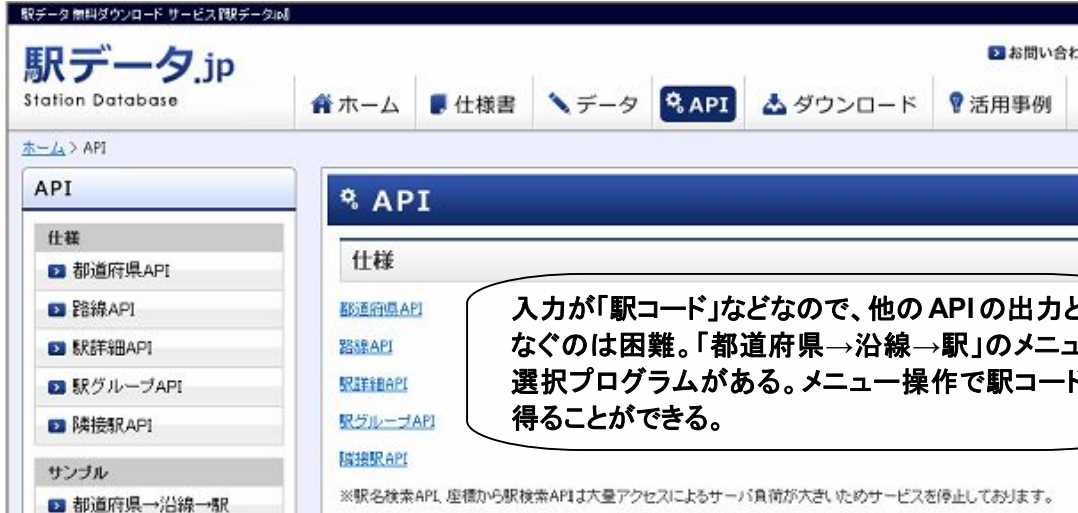 駅データ無料ダウンロード サービス『駅データ.jp』
駅データ.jp
Station Database
お問い合わ
ホーム 仕様書 データ API ダウンロード 活用事例
ホーム > API
API
仕様
都道府県API
路線API
駅詳細API
駅グループAPI
隣接駅API
サンプル
都道府県→沿線→駅
API
仕様
都道府県API
路線API
駅詳細API
駅グループAPI
隣接駅API
※駅名検索API、座標から駅検索APIは大量アクセスによるサーバ負荷が大きいためサービスを停止しております。
入力が「駅コード」などなので、他のAPIの出力と
なぐのは困難。「都道府県→沿線→駅」のメニュ
選択プログラムがある。メニュー操作で駅コード
得ることができる。